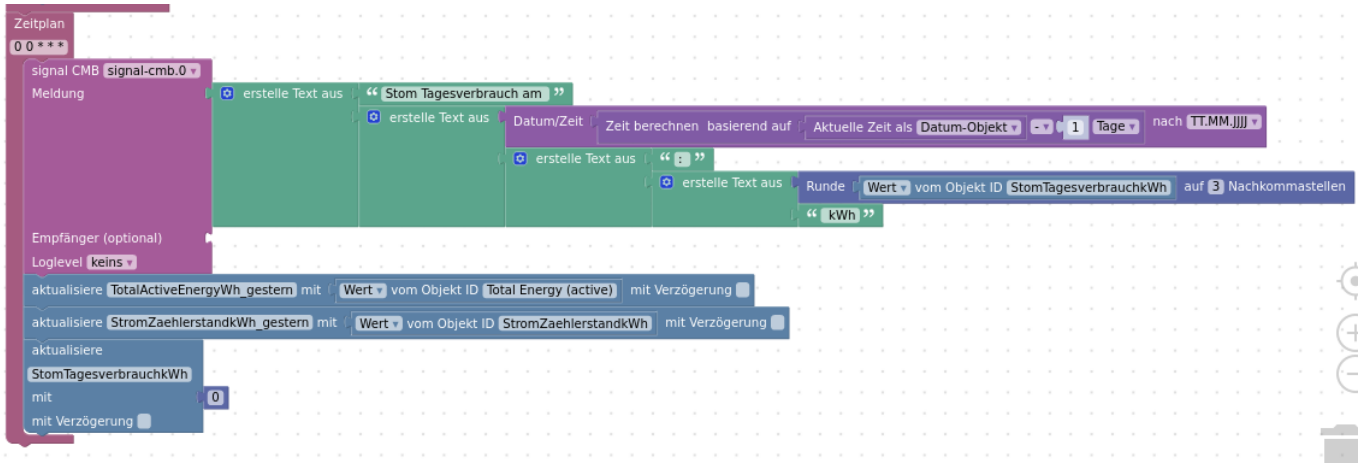 Zeitplan
0 0 * * *
signal CMB signal-cmb.0
Meldung erstelle Text aus “ Stom Tagesverbrauch am ”
erstelle Text aus Datum/Zeit Zeit berechnen basierend auf Aktuelle Zeit als Datum-Objekt - 1 Tage nach TT.MM.JJJJ
erstelle Text aus “ : ”
erstelle Text aus Runde Wert vom Objekt ID StomTagesverbrauchkWh auf 3 Nachkommastellen
“ kWh ”
Empfänger (optional)
Loglevel keins
aktualisiere TotalActiveEnergyWh_gestern mit Wert vom Objekt ID Total Energy (active) mit Verzögerung
aktualisiere StromZaehlerstandkWh_gestern mit Wert vom Objekt ID StromZaehlerstandkWh mit Verzögerung
aktualisiere
StomTagesverbrauchkWh
mit 0
mit Verzögerung